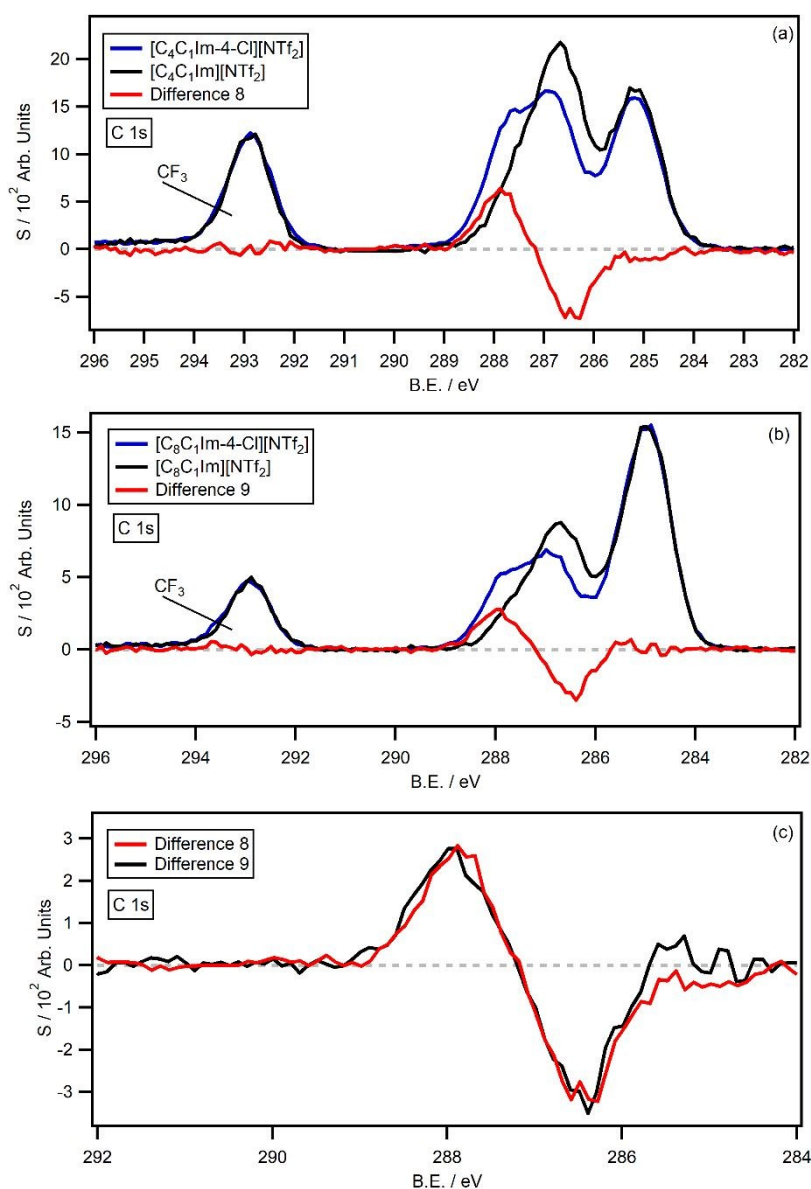 (a)
[C₄C₁Im-4-Cl][NTf₂]
[C₄C₁Im][NTf₂]
Difference 8
C 1s
CF₃
S / 10² Arb. Units
20
15
10
5
0
-5
296 295 294 293 292 291 290 289 288 287 286 285 284 283 282
B.E. / eV
(b)
[C₈C₁Im-4-Cl][NTf₂]
[C₈C₁Im][NTf₂]
Difference 9
C 1s
CF₃
S / 10² Arb. Units
15
10
5
0
-5
296 294 292 290 288 286 284 282
B.E. / eV
(c)
Difference 8
Difference 9
C 1s
S / 10² Arb. Units
3
2
1
0
-1
-2
-3
292 290 288 286 284
B.E. / eV